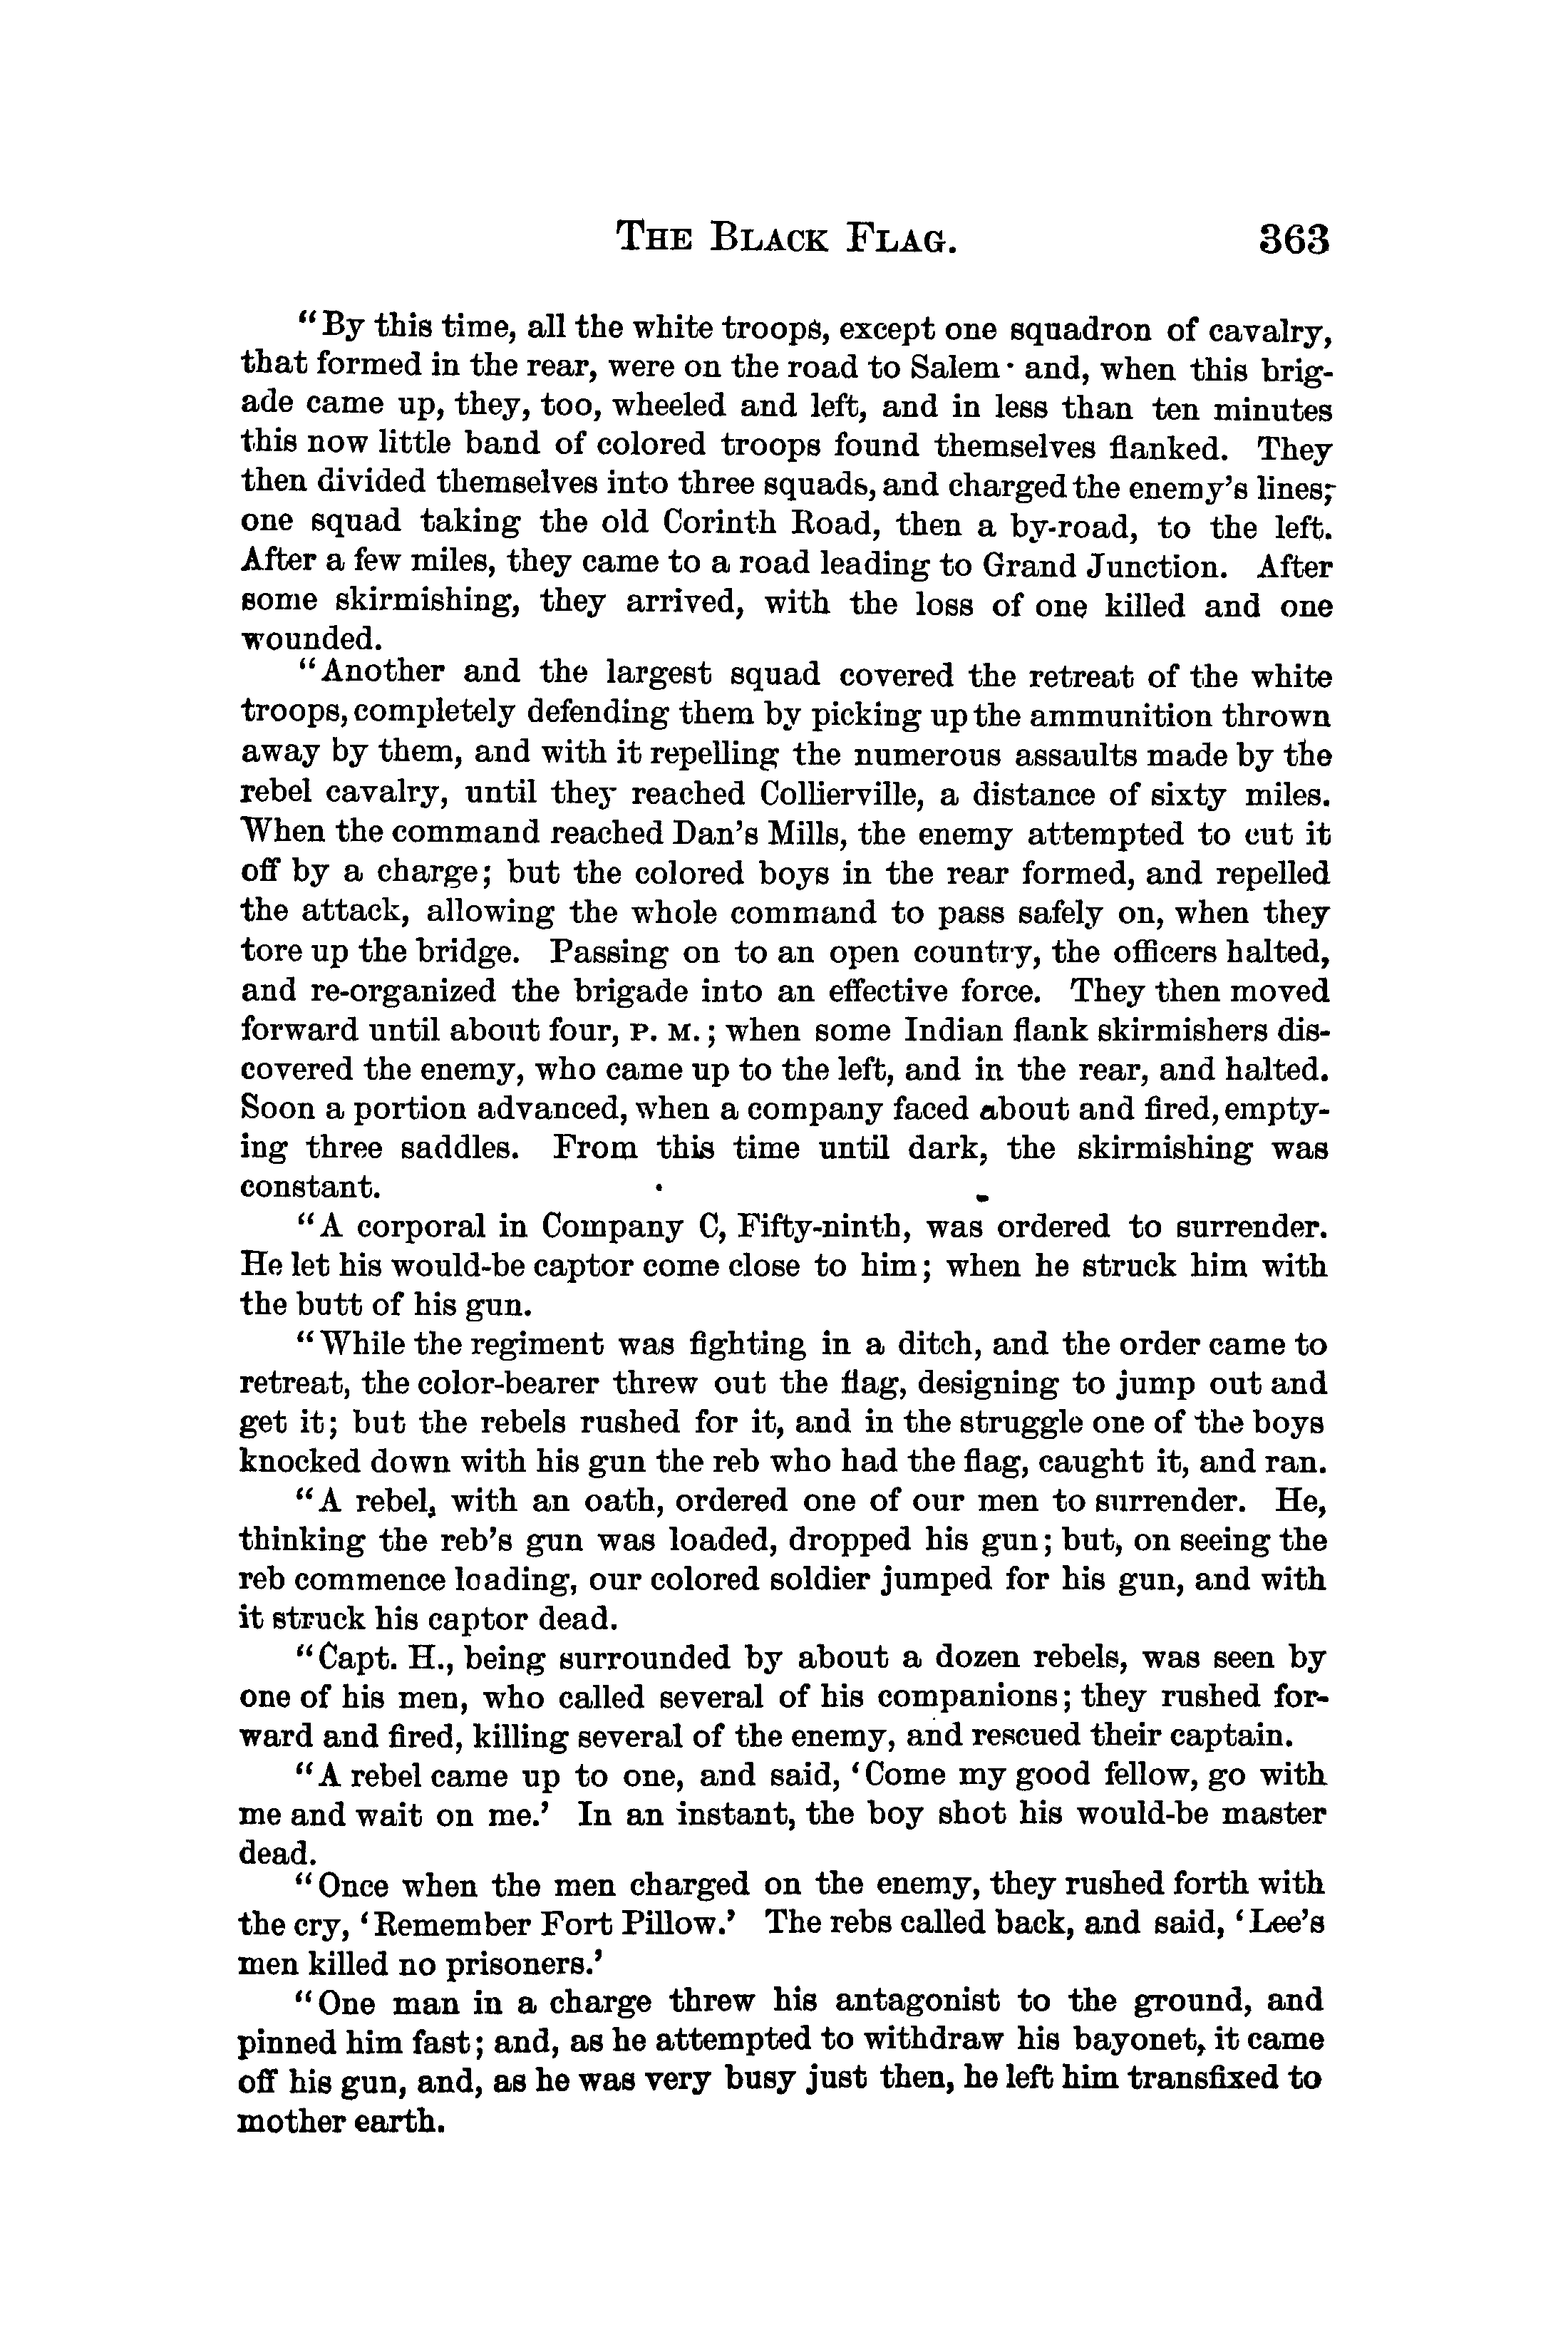 THE BLACK FLAG. 363
"By this time, all the white troops, except one squadron of cavalry,
that formed in the rear, were on the road to Salem· and, when this brig-
ade came up, they, too, wheeled and left, and in less than ten minutes
this now little band of colored troops found themselves flanked. They
then divided themselves into three squads, and charged the enemy's lines;
one squad taking the old Corinth Road, then a by-road, to the left.
After a few miles, they came to a road leading to Grand Junction. After
some skirmishing, they arrived, with the loss of one killed and one
wounded.
"Another and the largest squad covered the retreat of the white
troops, completely defending them by picking up the ammunition thrown
away by them, and with it repelling the numerous assaults made by the
rebel cavalry, until they reached Collierville, a distance of sixty miles.
When the command reached Dan's Mills, the enemy attempted to cut it
off by a charge; but the colored boys in the rear formed, and repelled
the attack, allowing the whole command to pass safely on, when they
tore up the bridge. Passing on to an open country, the officers halted,
and re-organized the brigade into an effective force. They then moved
forward until about four, P. M.; when some Indian flank skirmishers dis-
covered the enemy, who came up to the left, and in the rear, and halted.
Soon a portion advanced, when a company faced about and fired, empty-
ing three saddles. From this time until dark, the skirmishing was
constant.
"A corporal in Company C, Fifty-ninth, was ordered to surrender.
He let his would-be captor come close to him; when he struck him with
the butt of his gun.
"While the regiment was fighting in a ditch, and the order came to
retreat, the color-bearer threw out the flag, designing to jump out and
get it; but the rebels rushed for it, and in the struggle one of the boys
knocked down with his gun the reb who had the flag, caught it, and ran.
"A rebel, with an oath, ordered one of our men to surrender. He,
thinking the reb's gun was loaded, dropped his gun; but, on seeing the
reb commence loading, our colored soldier jumped for his gun, and with
it struck his captor dead.
"Capt. H., being surrounded by about a dozen rebels, was seen by
one of his men, who called several of his companions; they rushed for-
ward and fired, killing several of the enemy, and rescued their captain.
"A rebel came up to one, and said, 'Come my good fellow, go with
me and wait on me.' In an instant, the boy shot his would-be master
dead.
"Once when the men charged on the enemy, they rushed forth with
the cry, 'Remember Fort Pillow.' The rebs called back, and said, 'Lee's
men killed no prisoners.'
"One man in a charge threw his antagonist to the ground, and
pinned him fast; and, as he attempted to withdraw his bayonet, it came
off his gun, and, as he was very busy just then, he left him transfixed to
mother earth.